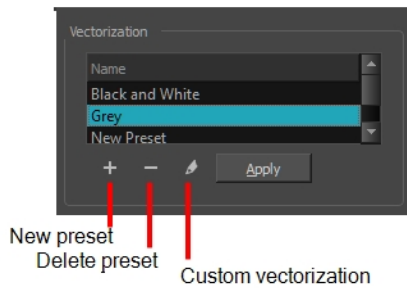 Vectorization
Name
Black and White
Grey
New Preset
+ − Apply
New preset
Delete preset
Custom vectorization